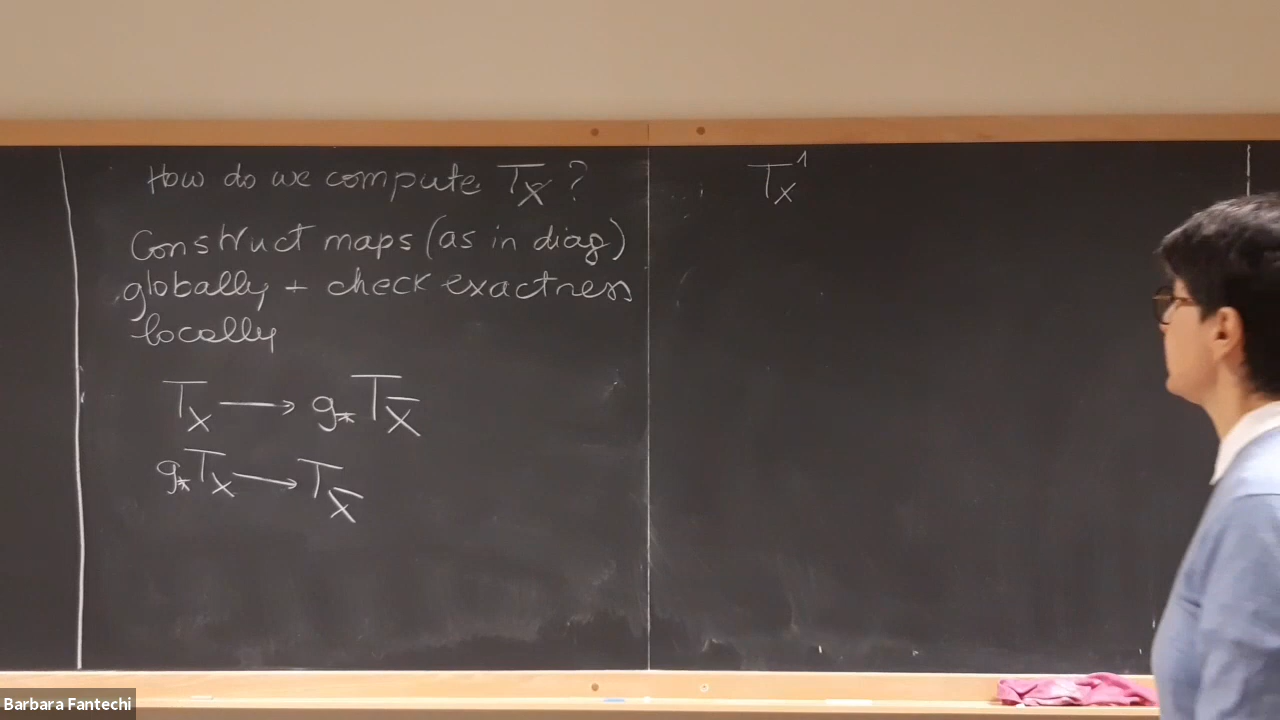 How do we compute T_X ?
Construct maps (as in diag)
globally + check exactness
locally
T_X ⟶ g_* T_X̄
g_* T_X ⟶ T_X̄
T_X^1
Barbara Fantechi